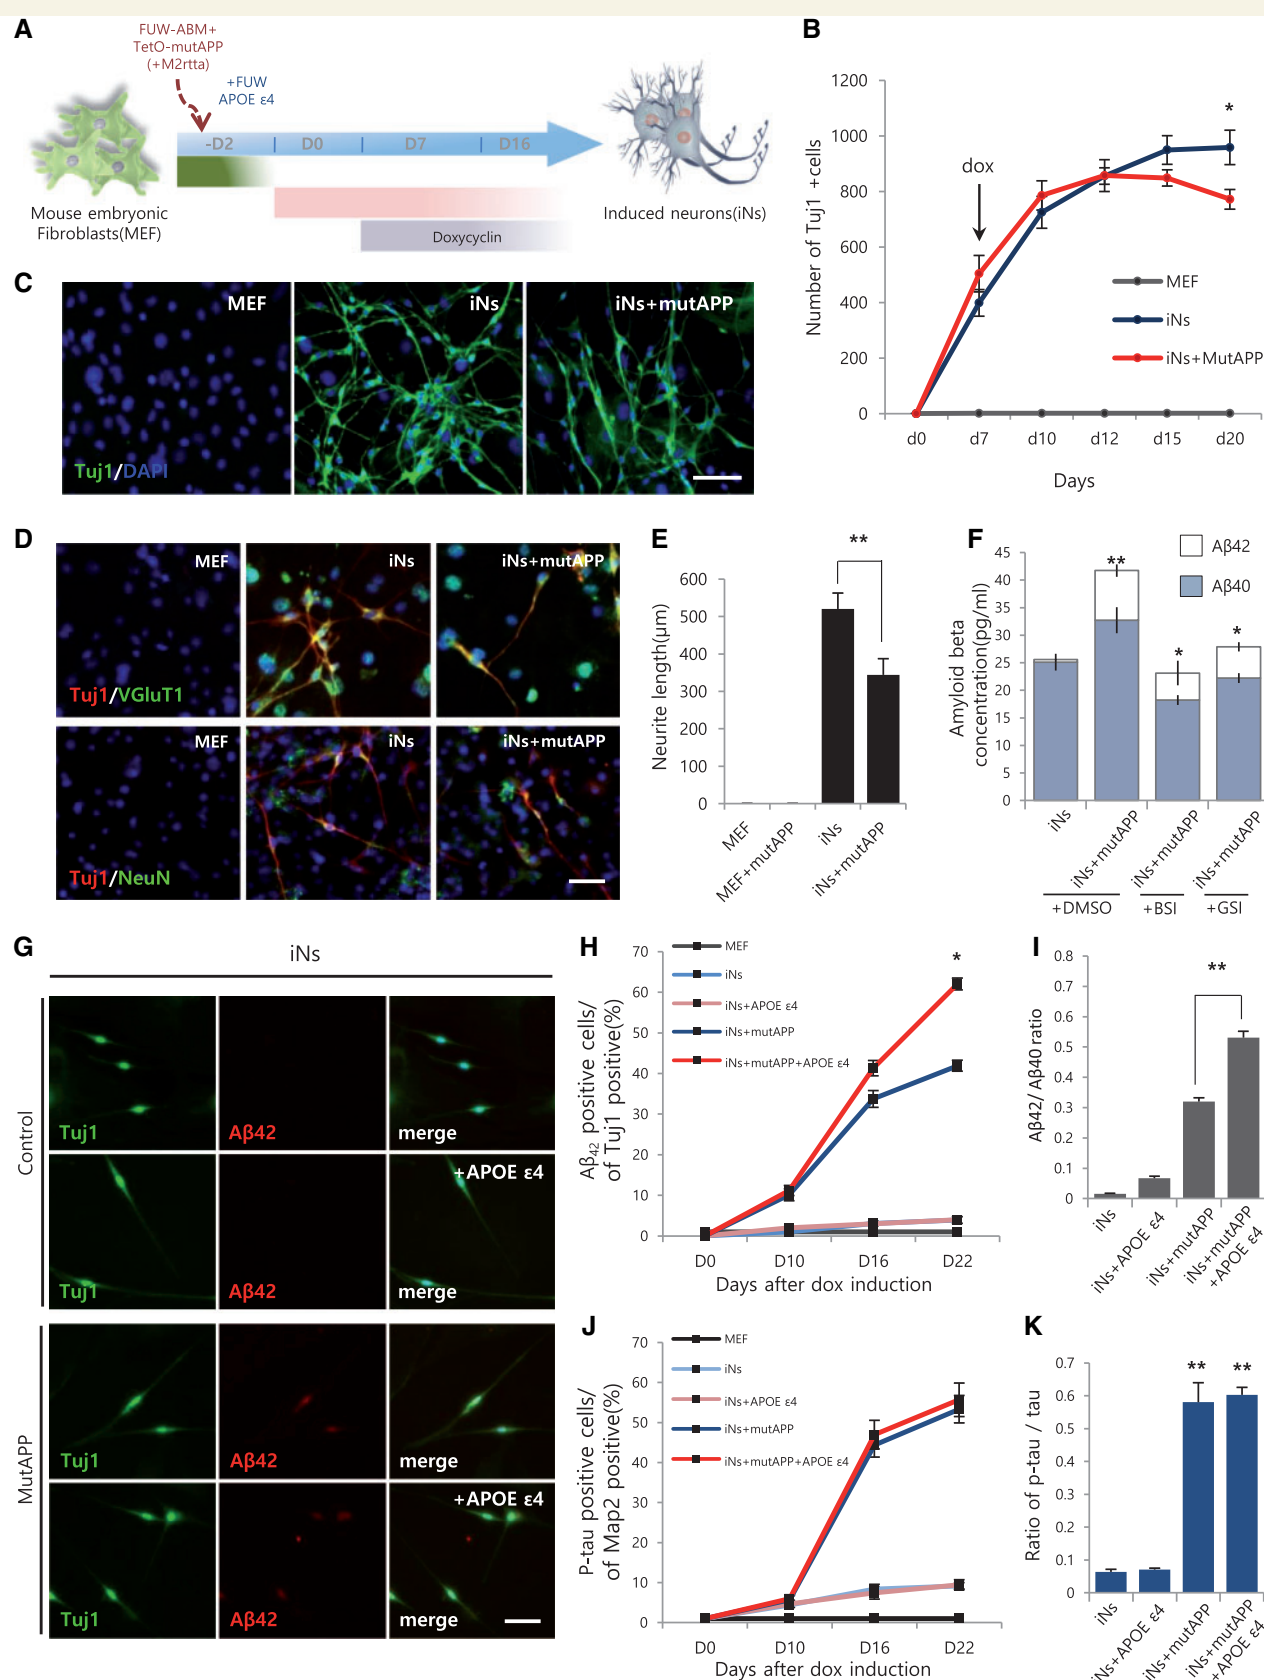 A
FUW-ABM+
TetO-mutAPP
(+M2rtta)
+FUW
APOE ε4
-D2
D0
D7
D16
Doxycyclin
Mouse embryonic
Fibroblasts(MEF)
Induced neurons(iNs)
B
Number of Tuj1 +cells
1200
1000
800
600
400
200
0
dox
*
MEF
iNs
iNs+MutAPP
d0
d7
d10
d12
d15
d20
Days
C
MEF
iNs
iNs+mutAPP
Tuj1/DAPI
D
MEF
iNs
iNs+mutAPP
Tuj1/VGluT1
MEF
iNs
iNs+mutAPP
Tuj1/NeuN
E
Neurite length(μm)
600
500
400
300
200
100
0
**
MEF
MEF+mutAPP
iNs
iNs+mutAPP
F
Amyloid beta
concentration(pg/ml)
45
40
35
30
25
20
15
10
5
0
**
*
*
Aβ42
Aβ40
iNs
iNs+mutAPP
iNs+mutAPP
iNs+mutAPP
+DMSO
+BSI
+GSI
G
iNs
Control
Tuj1
Aβ42
merge
+APOE ε4
Tuj1
Aβ42
merge
MutAPP
Tuj1
Aβ42
merge
+APOE ε4
Tuj1
Aβ42
merge
H
Aβ42 positive cells/
of Tuj1 positive(%)
70
60
50
40
30
20
10
0
MEF
iNs
iNs+APOE ε4
iNs+mutAPP
iNs+mutAPP+APOE ε4
*
D0
D10
D16
D22
Days after dox induction
I
Aβ42/ Aβ40 ratio
0.8
0.7
0.6
0.5
0.4
0.3
0.2
0.1
0
**
iNs
iNs+APOE ε4
iNs+mutAPP
iNs+mutAPP
+APOE ε4
J
P-tau positive cells/
of Map2 positive(%)
70
60
50
40
30
20
10
0
MEF
iNs
iNs+APOE ε4
iNs+mutAPP
iNs+mutAPP+APOE ε4
D0
D10
D16
D22
Days after dox induction
K
Ratio of p-tau / tau
0.7
0.6
0.5
0.4
0.3
0.2
0.1
0
**
**
iNs
iNs+APOE ε4
iNs+mutAPP
iNs+mutAPP
+APOE ε4